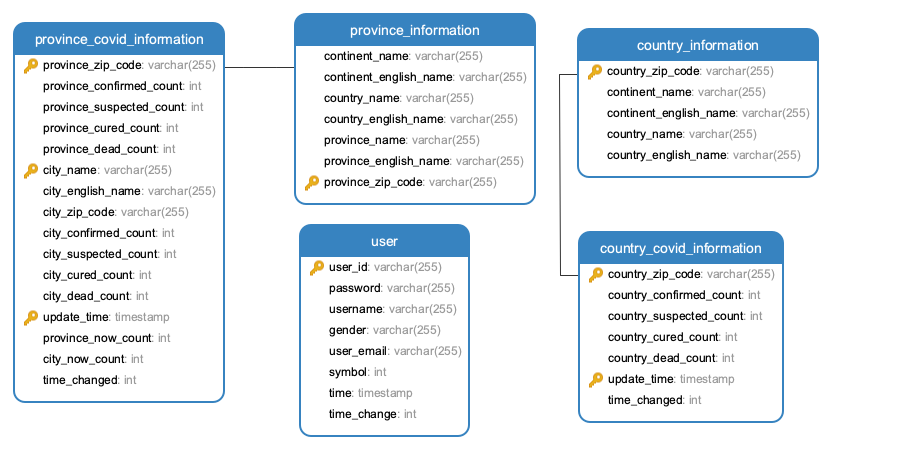 province_covid_information
province_zip_code: varchar(255)
province_confirmed_count: int
province_suspected_count: int
province_cured_count: int
province_dead_count: int
city_name: varchar(255)
city_english_name: varchar(255)
city_zip_code: varchar(255)
city_confirmed_count: int
city_suspected_count: int
city_cured_count: int
city_dead_count: int
update_time: timestamp
province_now_count: int
city_now_count: int
time_changed: int
province_information
continent_name: varchar(255)
continent_english_name: varchar(255)
country_name: varchar(255)
country_english_name: varchar(255)
province_name: varchar(255)
province_english_name: varchar(255)
province_zip_code: varchar(255)
user
user_id: varchar(255)
password: varchar(255)
username: varchar(255)
gender: varchar(255)
user_email: varchar(255)
symbol: int
time: timestamp
time_change: int
country_information
country_zip_code: varchar(255)
continent_name: varchar(255)
continent_english_name: varchar(255)
country_name: varchar(255)
country_english_name: varchar(255)
country_covid_information
country_zip_code: varchar(255)
country_confirmed_count: int
country_suspected_count: int
country_cured_count: int
country_dead_count: int
update_time: timestamp
time_changed: int